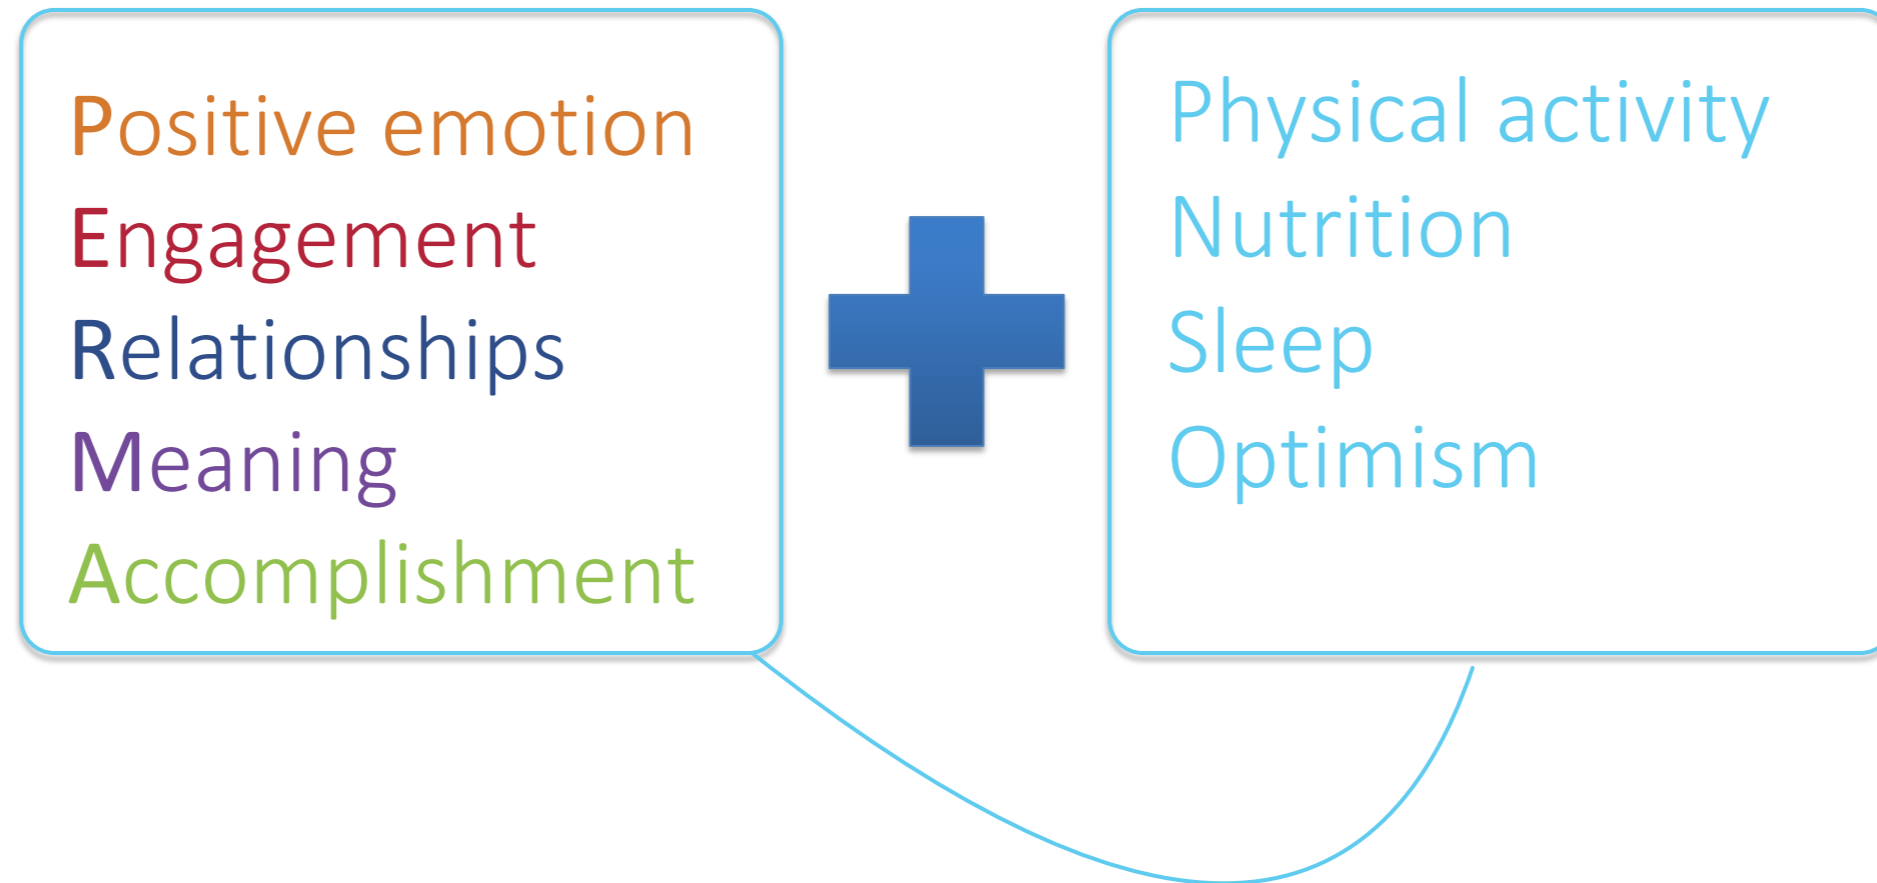 Positive emotion
Engagement
Relationships
Meaning
Accomplishment
Physical activity
Nutrition
Sleep
Optimism